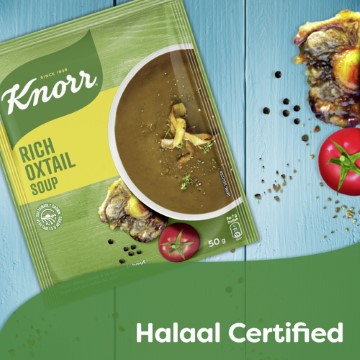 SINCE 1838
Knorr
RICH
OXTAIL
SOUP
50 g
Halaal Certified